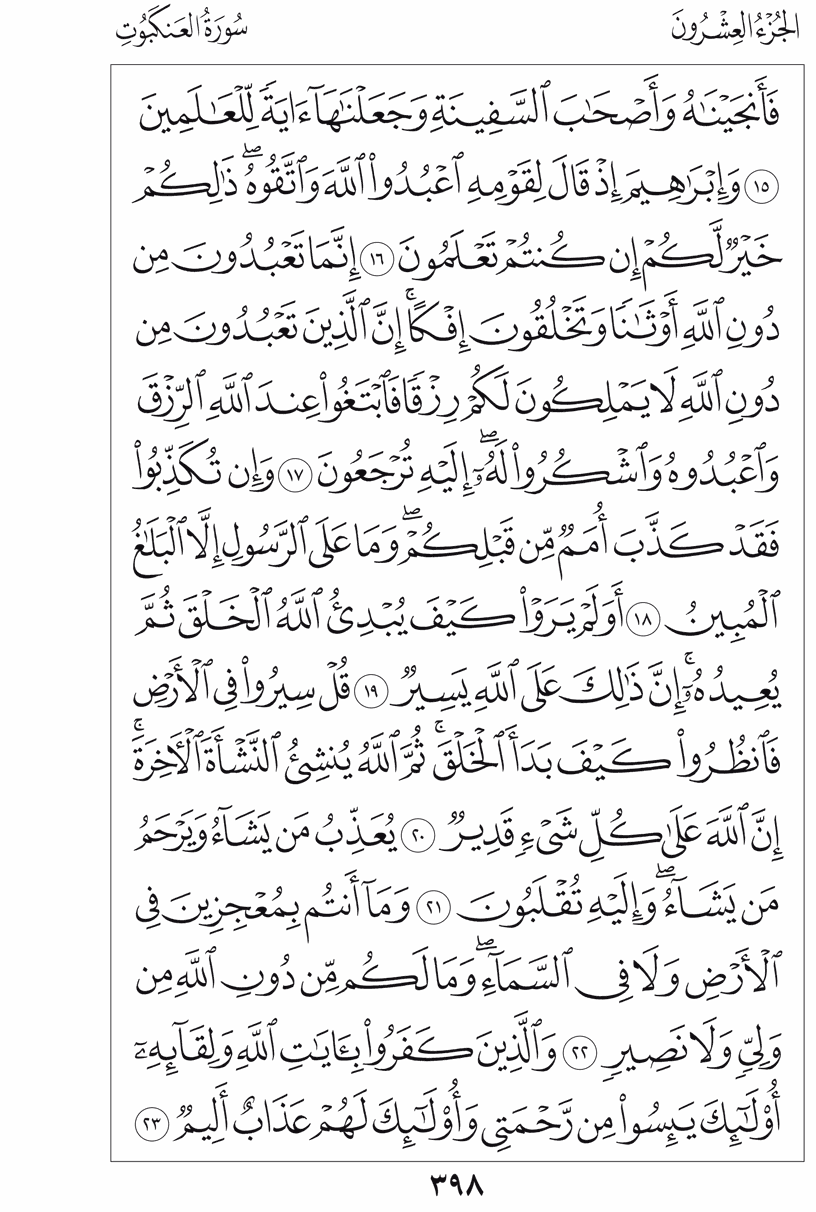 الجُزْءُ العِشْرُونَ
سُورَةُ العَنكَبُوتِ
فَأَنجَيْنَٰهُ وَأَصْحَٰبَ ٱلسَّفِينَةِ وَجَعَلْنَٰهَآ ءَايَةً لِّلْعَٰلَمِينَ
١٥ وَإِبْرَٰهِيمَ إِذْ قَالَ لِقَوْمِهِ ٱعْبُدُوا۟ ٱللَّهَ وَٱتَّقُوهُ ۖ ذَٰلِكُمْ
خَيْرٌ لَّكُمْ إِن كُنتُمْ تَعْلَمُونَ ١٦ إِنَّمَا تَعْبُدُونَ مِن
دُونِ ٱللَّهِ أَوْثَٰنًا وَتَخْلُقُونَ إِفْكًا ۚ إِنَّ ٱلَّذِينَ تَعْبُدُونَ مِن
دُونِ ٱللَّهِ لَا يَمْلِكُونَ لَكُمْ رِزْقًا فَٱبْتَغُوا۟ عِندَ ٱللَّهِ ٱلرِّزْقَ
وَٱعْبُدُوهُ وَٱشْكُرُوا۟ لَهُۥٓ ۖ إِلَيْهِ تُرْجَعُونَ ١٧ وَإِن تُكَذِّبُوا۟
فَقَدْ كَذَّبَ أُمَمٌ مِّن قَبْلِكُمْ ۖ وَمَا عَلَى ٱلرَّسُولِ إِلَّا ٱلْبَلَٰغُ
ٱلْمُبِينُ ١٨ أَوَلَمْ يَرَوْا۟ كَيْفَ يُبْدِئُ ٱللَّهُ ٱلْخَلْقَ ثُمَّ
يُعِيدُهُۥٓ ۚ إِنَّ ذَٰلِكَ عَلَى ٱللَّهِ يَسِيرٌ ١٩ قُلْ سِيرُوا۟ فِى ٱلْأَرْضِ
فَٱنظُرُوا۟ كَيْفَ بَدَأَ ٱلْخَلْقَ ۚ ثُمَّ ٱللَّهُ يُنشِئُ ٱلنَّشْأَةَ ٱلْءَاخِرَةَ ۚ
إِنَّ ٱللَّهَ عَلَىٰ كُلِّ شَىْءٍ قَدِيرٌ ٢٠ يُعَذِّبُ مَن يَشَآءُ وَيَرْحَمُ
مَن يَشَآءُ ۖ وَإِلَيْهِ تُقْلَبُونَ ٢١ وَمَآ أَنتُم بِمُعْجِزِينَ فِى
ٱلْأَرْضِ وَلَا فِى ٱلسَّمَآءِ ۖ وَمَا لَكُم مِّن دُونِ ٱللَّهِ مِن
وَلِىٍّ وَلَا نَصِيرٍ ٢٢ وَٱلَّذِينَ كَفَرُوا۟ بِـَٔايَٰتِ ٱللَّهِ وَلِقَآئِهِۦٓ
أُو۟لَٰٓئِكَ يَئِسُوا۟ مِن رَّحْمَتِى وَأُو۟لَٰٓئِكَ لَهُمْ عَذَابٌ أَلِيمٌ ٢٣
٣٩٨